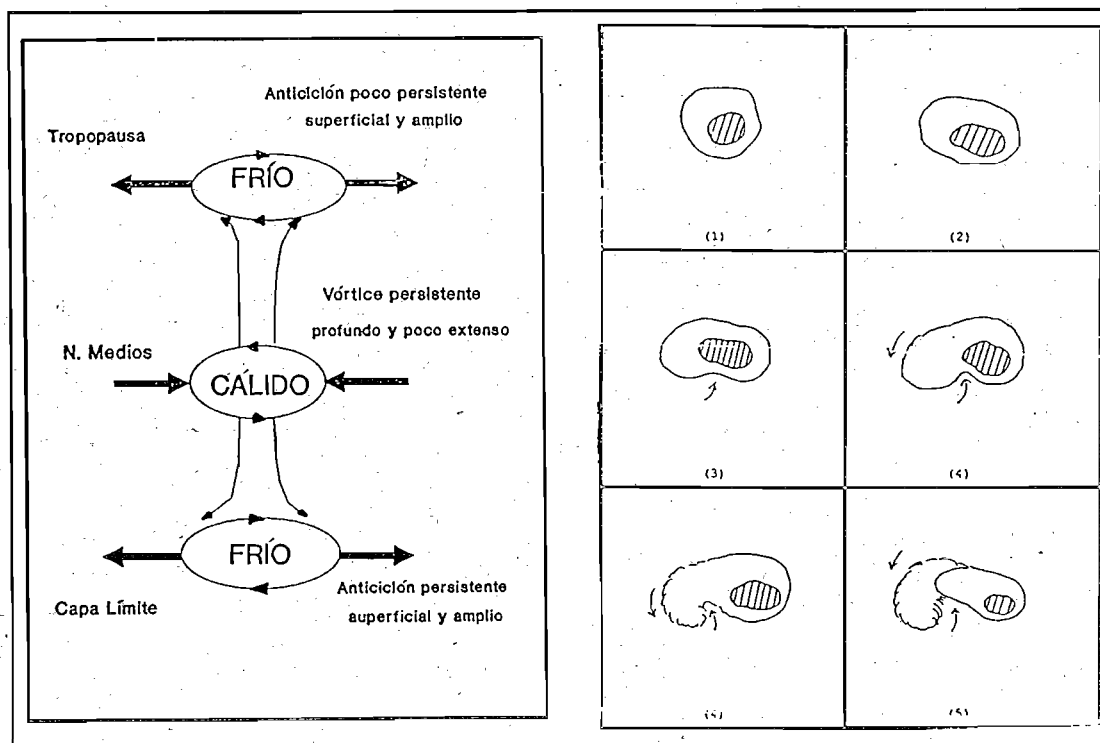 Anticición poco persistente
superficial y amplio
Tropopausa
FRÍO
Vórtice persistente
profundo y poco extenso
N. Medios
CÁLIDO
FRÍO
Anticiclón persistente
superficial y amplio
Capa Límite
(1)
(2)
(3)
(4)